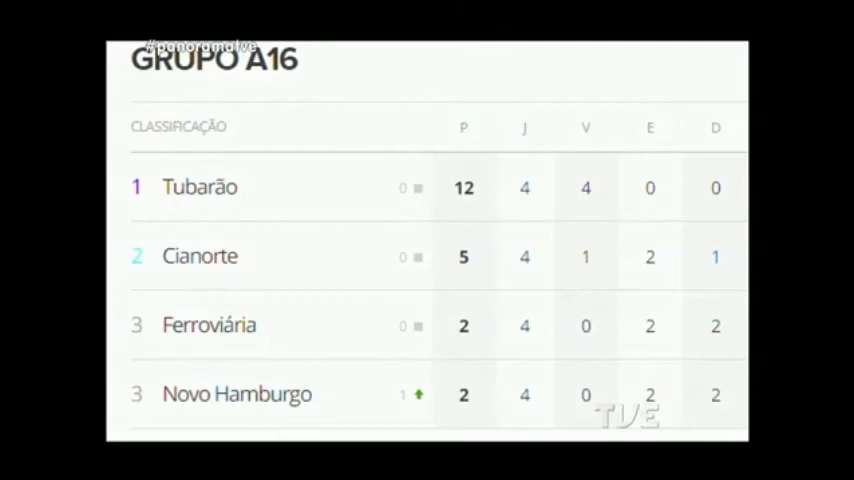 #panoramatve
GRUPO A16
CLASSIFICAÇÃO P J V E D
1 Tubarão 0 12 4 4 0 0
2 Cianorte 0 5 4 1 2 1
3 Ferroviária 0 2 4 0 2 2
3 Novo Hamburgo 1 2 4 0 2 2
TVE